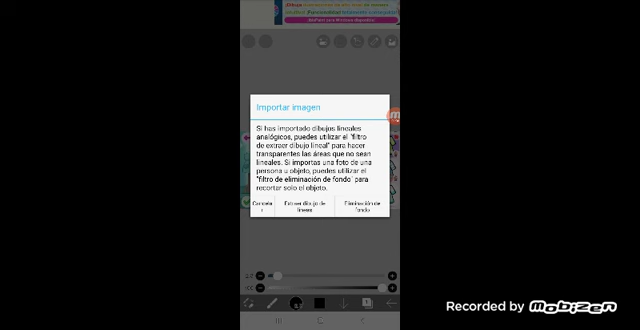 Importar imagen
Si has importado dibujos lineales
analógicos, puedes utilizar el "filtro
de extraer dibujo lineal" para hacer
transparentes las áreas que no sean
lineales. Si importas una foto de una
persona u objeto, puedes utilizar el
"filtro de eliminación de fondo" para
recortar solo el objeto.
Cancela
r
Extraer dibujo de
líneas
Eliminación de
fondo
Recorded by mobizen